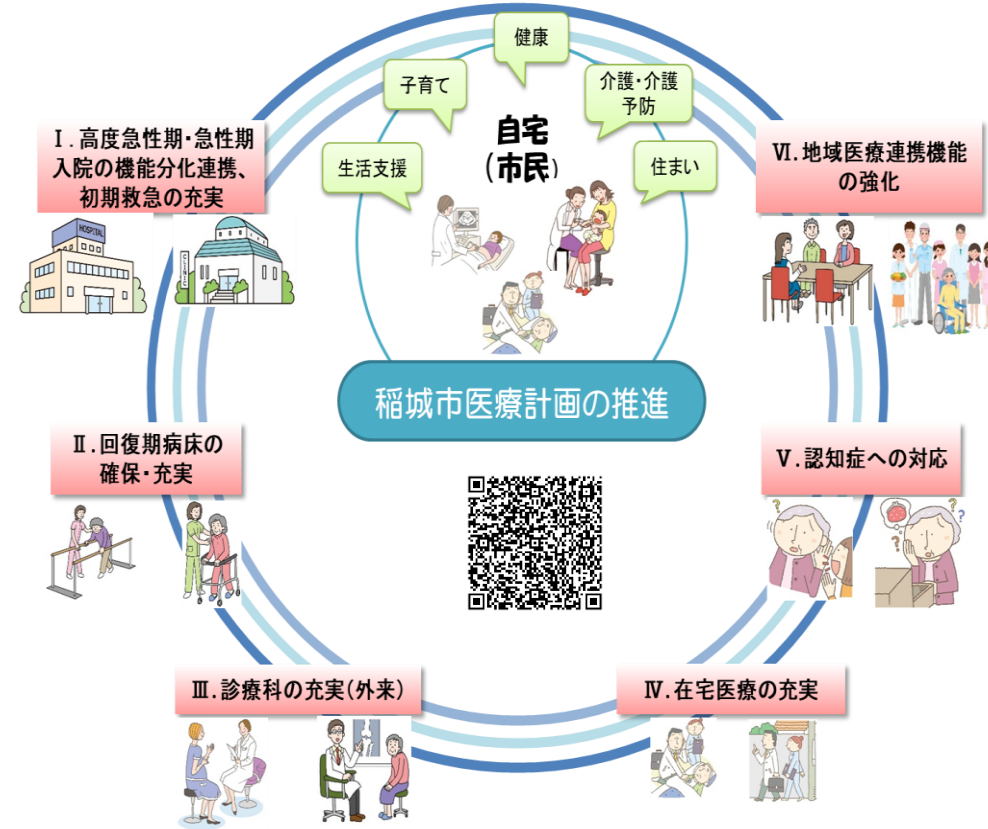 健康
子育て
介護・介護
予防
生活支援
住まい
自宅
(市民)
Ⅰ.高度急性期・急性期
入院の機能分化連携、
初期救急の充実
HOSPITAL
CLINIC
Ⅵ.地域医療連携機能
の強化
稲城市医療計画の推進
Ⅱ.回復期病床の
確保・充実
Ⅴ.認知症への対応
?
?
?
?
?
Ⅲ.診療科の充実(外来)
Ⅳ.在宅医療の充実